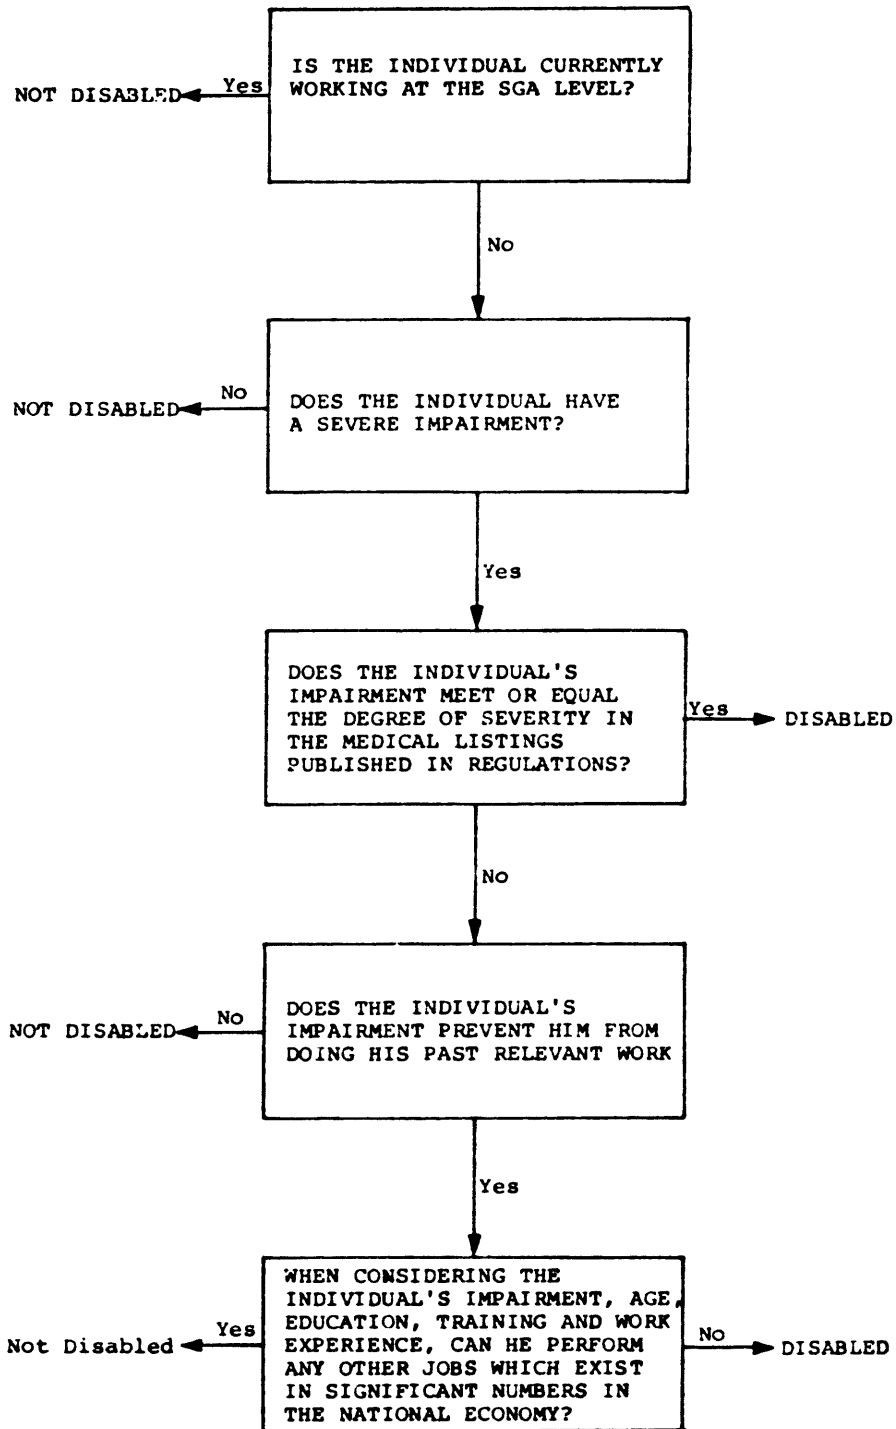 IS THE INDIVIDUAL CURRENTLY
WORKING AT THE SGA LEVEL?
Yes
NOT DISABLED
No
DOES THE INDIVIDUAL HAVE
A SEVERE IMPAIRMENT?
No
NOT DISABLED
Yes
DOES THE INDIVIDUAL'S
IMPAIRMENT MEET OR EQUAL
THE DEGREE OF SEVERITY IN
THE MEDICAL LISTINGS
PUBLISHED IN REGULATIONS?
Yes
DISABLED
No
DOES THE INDIVIDUAL'S
IMPAIRMENT PREVENT HIM FROM
DOING HIS PAST RELEVANT WORK
No
NOT DISABLED
Yes
WHEN CONSIDERING THE
INDIVIDUAL'S IMPAIRMENT, AGE,
EDUCATION, TRAINING AND WORK
EXPERIENCE, CAN HE PERFORM
ANY OTHER JOBS WHICH EXIST
IN SIGNIFICANT NUMBERS IN
THE NATIONAL ECONOMY?
Yes
Not Disabled
No
DISABLED